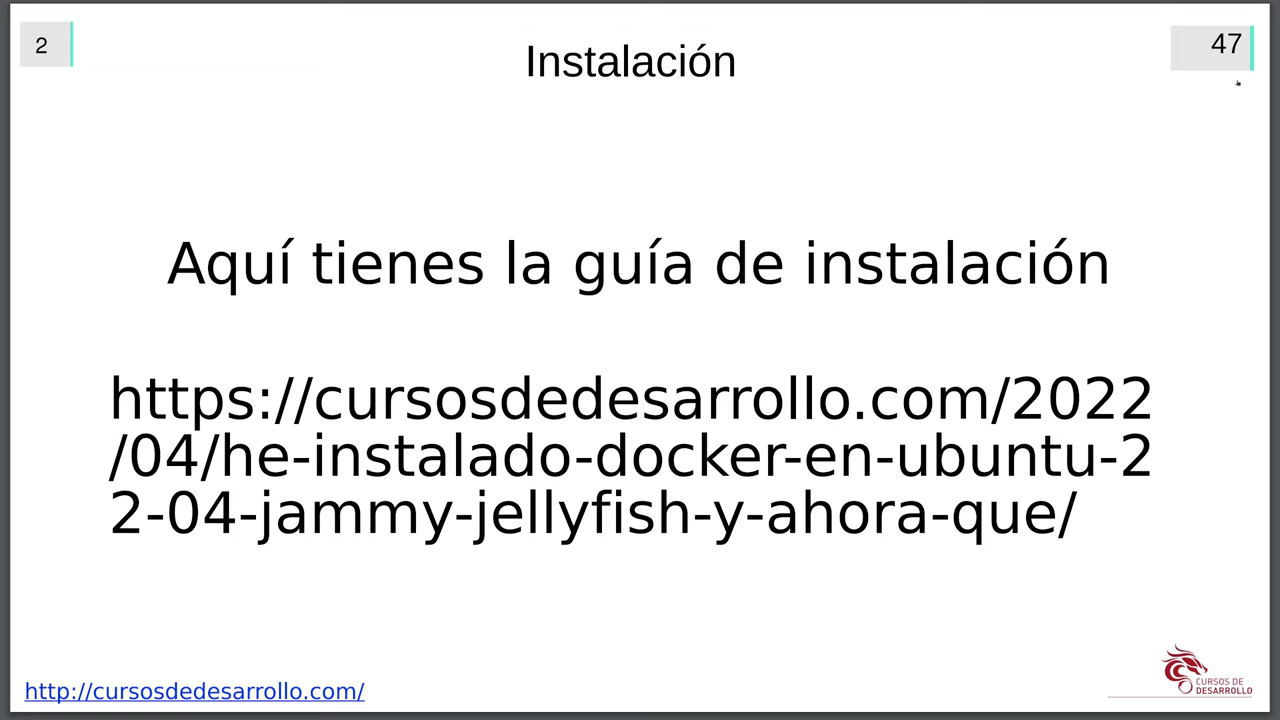 2
Instalación
47
Aquí tienes la guía de instalación
https://cursosdedesarrollo.com/2022
/04/he-instalado-docker-en-ubuntu-2
2-04-jammy-jellyfish-y-ahora-que/
http://cursosdedesarrollo.com/
CURSOS DE
DESARROLLO